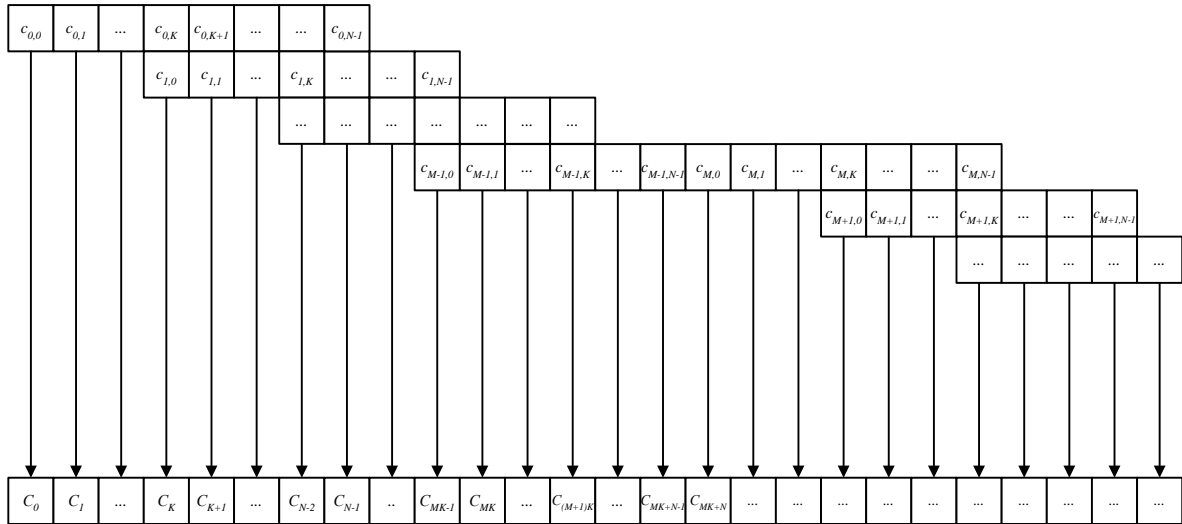 c0,0 c0,1 ... c0,K c0,K+1 ... ... c0,N-1
c1,0 c1,1 ... c1,K ... ... c1,N-1
... ... ... ... ... ... ...
cM-1,0 cM-1,1 ... cM-1,K ... cM-1,N-1 cM,0 cM,1 ... cM,K ... ... cM,N-1
cM+1,0 cM+1,1 ... cM+1,K ... ... cM+1,N-1
... ... ... ... ...
C0 C1 ... CK CK+1 ... CN-2 CN-1 .. CMK-1 CMK ... C(M+1)K ... CMK+N-1 CMK+N ... ... ... ... ... ... ... ... ... ...